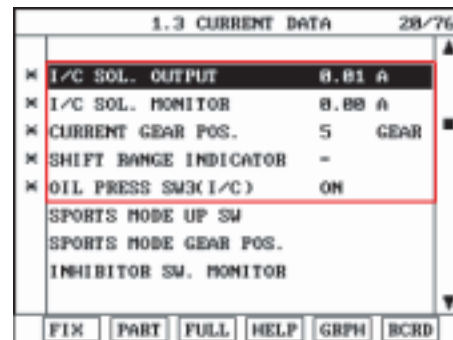 1.3 CURRENT DATA 20/76
× I/C SOL. OUTPUT 0.01 A
× I/C SOL. MONITOR 0.00 A
× CURRENT GEAR POS. 5 GEAR
× SHIFT RANGE INDICATOR -
× OIL PRESS SW3(I/C) ON
SPORTS MODE UP SW
SPORTS MODE GEAR POS.
INHIBITOR SW. MONITOR
FIX PART FULL HELP GRPH RCRD